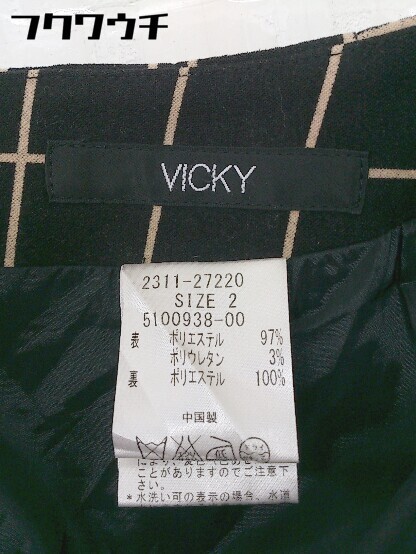 フクワウチ
VICKY
2311-27220
SIZE 2
5100938-00
表 ポリエステル 97%
ポリウレタン 3%
裏 ポリエステル 100%
中国製
ことがありますのでご注意下さい。
*水洗い可の表示の場合、水道